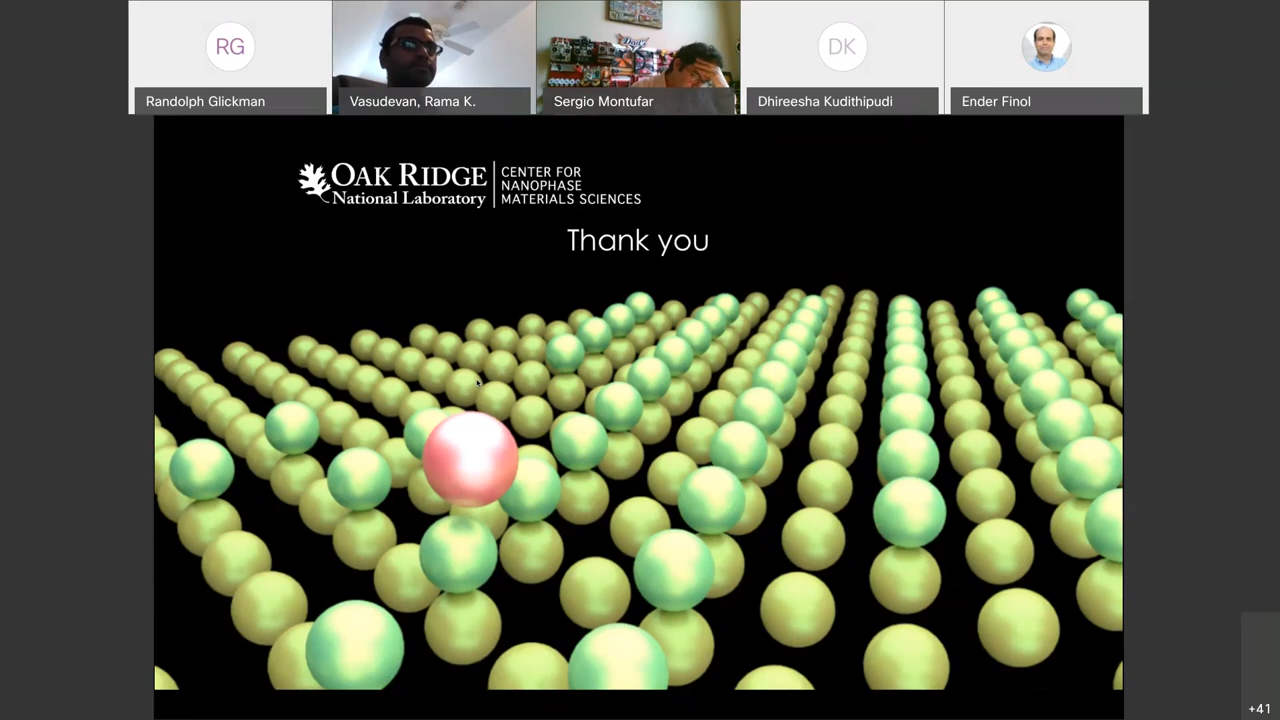 RG
DK
Randolph Glickman
Vasudevan, Rama K.
Sergio Montufar
Dhireesha Kudithipudi
Ender Finol
OAK RIDGE
National Laboratory
CENTER FOR
NANOPHASE
MATERIALS SCIENCES
Thank you
+41